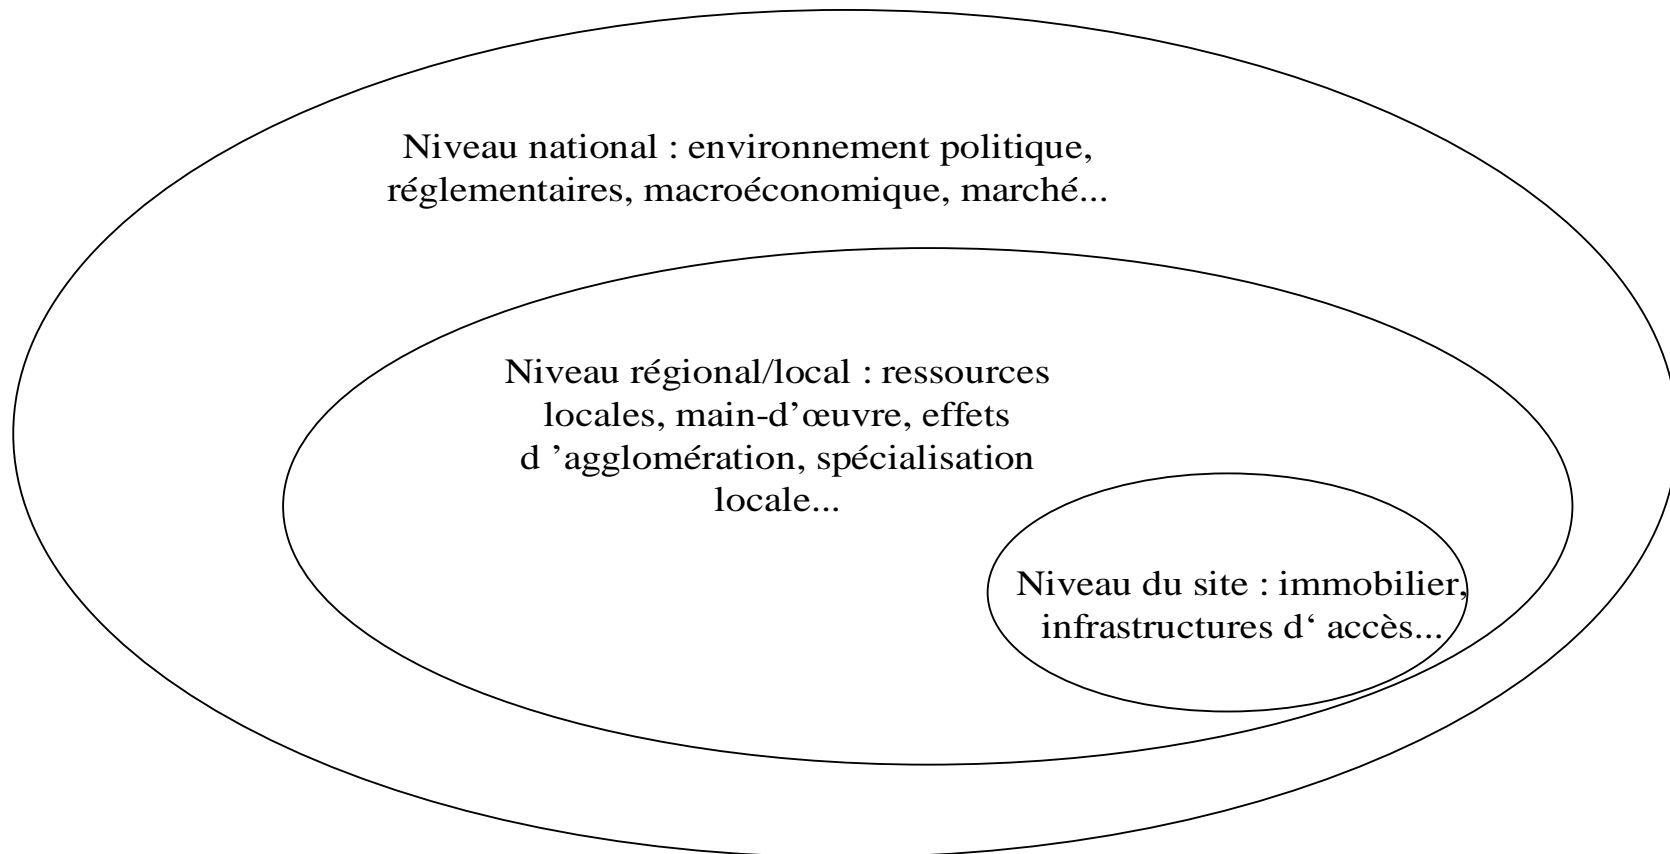 Niveau national : environnement politique,
réglementaires, macroéconomique, marché...
Niveau régional/local : ressources
locales, main-d’œuvre, effets
d ’agglomération, spécialisation
locale...
Niveau du site : immobilier,
infrastructures d‘ accès...